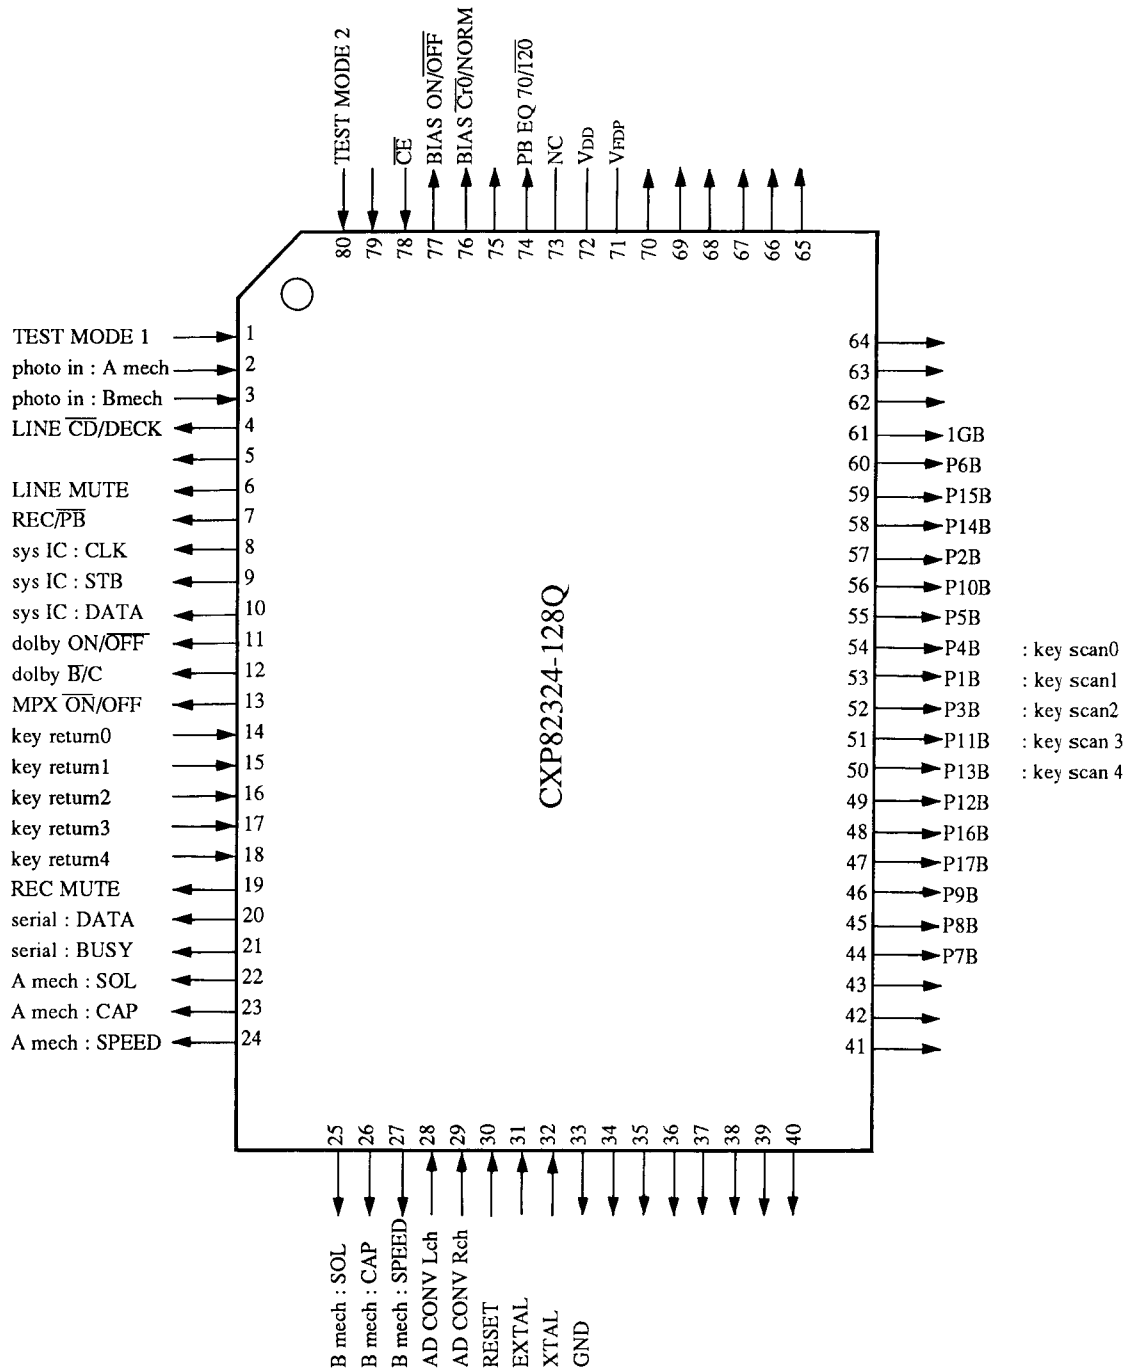 TEST MODE 2
C̅E̅
BIAS ON/O̅F̅F̅
BIAS C̅r̅0̅/NORM
PB EQ 70/1̅2̅0̅
NC
VDD
VFDP
80 79 78 77 76 75 74 73 72 71 70 69 68 67 66 65
TEST MODE 1 1
photo in : A mech 2
photo in : Bmech 3
LINE C̅D̅/DECK 4
5
LINE MUTE 6
REC/P̅B̅ 7
sys IC : CLK 8
sys IC : STB 9
sys IC : DATA 10
dolby ON/O̅F̅F̅ 11
dolby B̅/C 12
MPX O̅N̅/OFF 13
key return0 14
key return1 15
key return2 16
key return3 17
key return4 18
REC MUTE 19
serial : DATA 20
serial : BUSY 21
A mech : SOL 22
A mech : CAP 23
A mech : SPEED 24
CXP82324-128Q
64
63
62
61 1GB
60 P6B
59 P15B
58 P14B
57 P2B
56 P10B
55 P5B
54 P4B : key scan0
53 P1B : key scan1
52 P3B : key scan2
51 P11B : key scan 3
50 P13B : key scan 4
49 P12B
48 P16B
47 P17B
46 P9B
45 P8B
44 P7B
43
42
41
25 26 27 28 29 30 31 32 33 34 35 36 37 38 39 40
B mech : SOL
B mech : CAP
B mech : SPEED
AD CONV Lch
AD CONV Rch
RESET
EXTAL
XTAL
GND